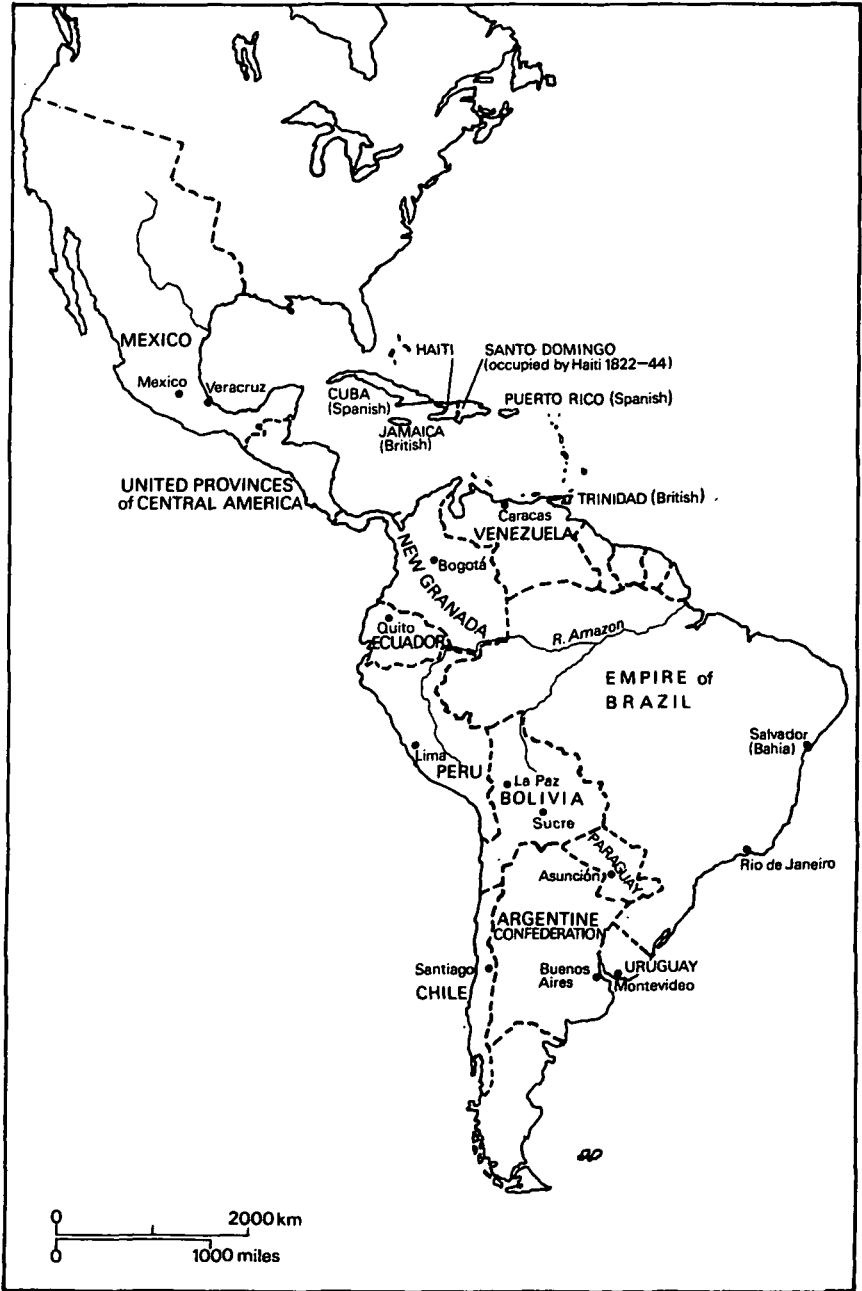 MEXICO
Mexico
Veracruz
HAITI
SANTO DOMINGO
(occupied by Haiti 1822–44)
CUBA
(Spanish)
JAMAICA
(British)
PUERTO RICO (Spanish)
UNITED PROVINCES
of CENTRAL AMERICA
TRINIDAD (British)
Caracas
VENEZUELA
NEW GRANADA
Bogotá
Quito
ECUADOR
R. Amazon
EMPIRE of
BRAZIL
Salvador
(Bahia)
Lima
PERU
La Paz
BOLIVIA
Sucre
PARAGUAY
Asunción
Rio de Janeiro
ARGENTINE
CONFEDERATION
Santiago
CHILE
Buenos
Aires
URUGUAY
Montevideo
0 2000 km
0 1000 miles